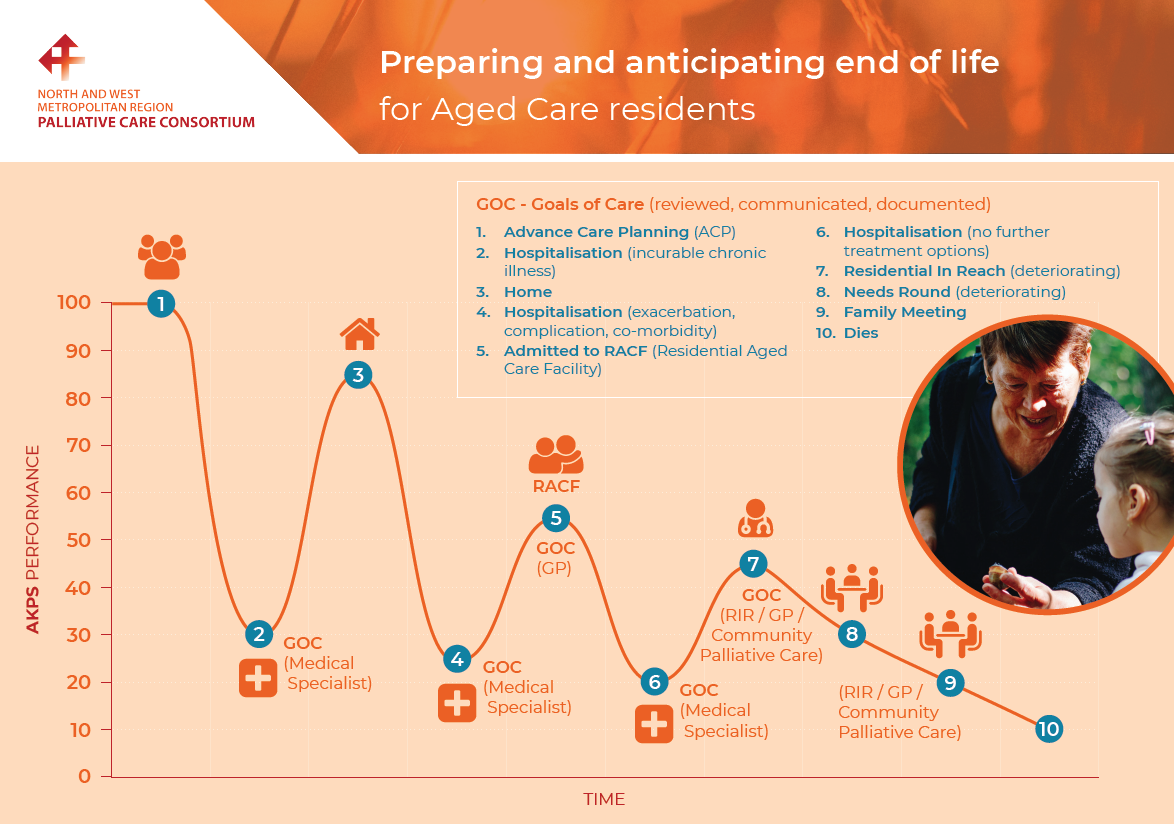 Preparing and anticipating end of life
for Aged Care residents
NORTH AND WEST
METROPOLITAN REGION
PALLIATIVE CARE CONSORTIUM
GOC - Goals of Care (reviewed, communicated, documented)
1. Advance Care Planning (ACP)
2. Hospitalisation (incurable chronic
illness)
3. Home
4. Hospitalisation (exacerbation,
complication, co-morbidity)
5. Admitted to RACF (Residential Aged
Care Facility)
6. Hospitalisation (no further
treatment options)
7. Residential In Reach (deteriorating)
8. Needs Round (deteriorating)
9. Family Meeting
10. Dies
AKPS PERFORMANCE
100
90
80
70
60
50
40
30
20
10
0
1
2
GOC
(Medical
Specialist)
3
4
GOC
(Medical
Specialist)
RACF
5
GOC
(GP)
6
GOC
(Medical
Specialist)
7
GOC
(RIR / GP /
Community
Palliative Care)
8
9
(RIR / GP /
Community
Palliative Care)
10
TIME